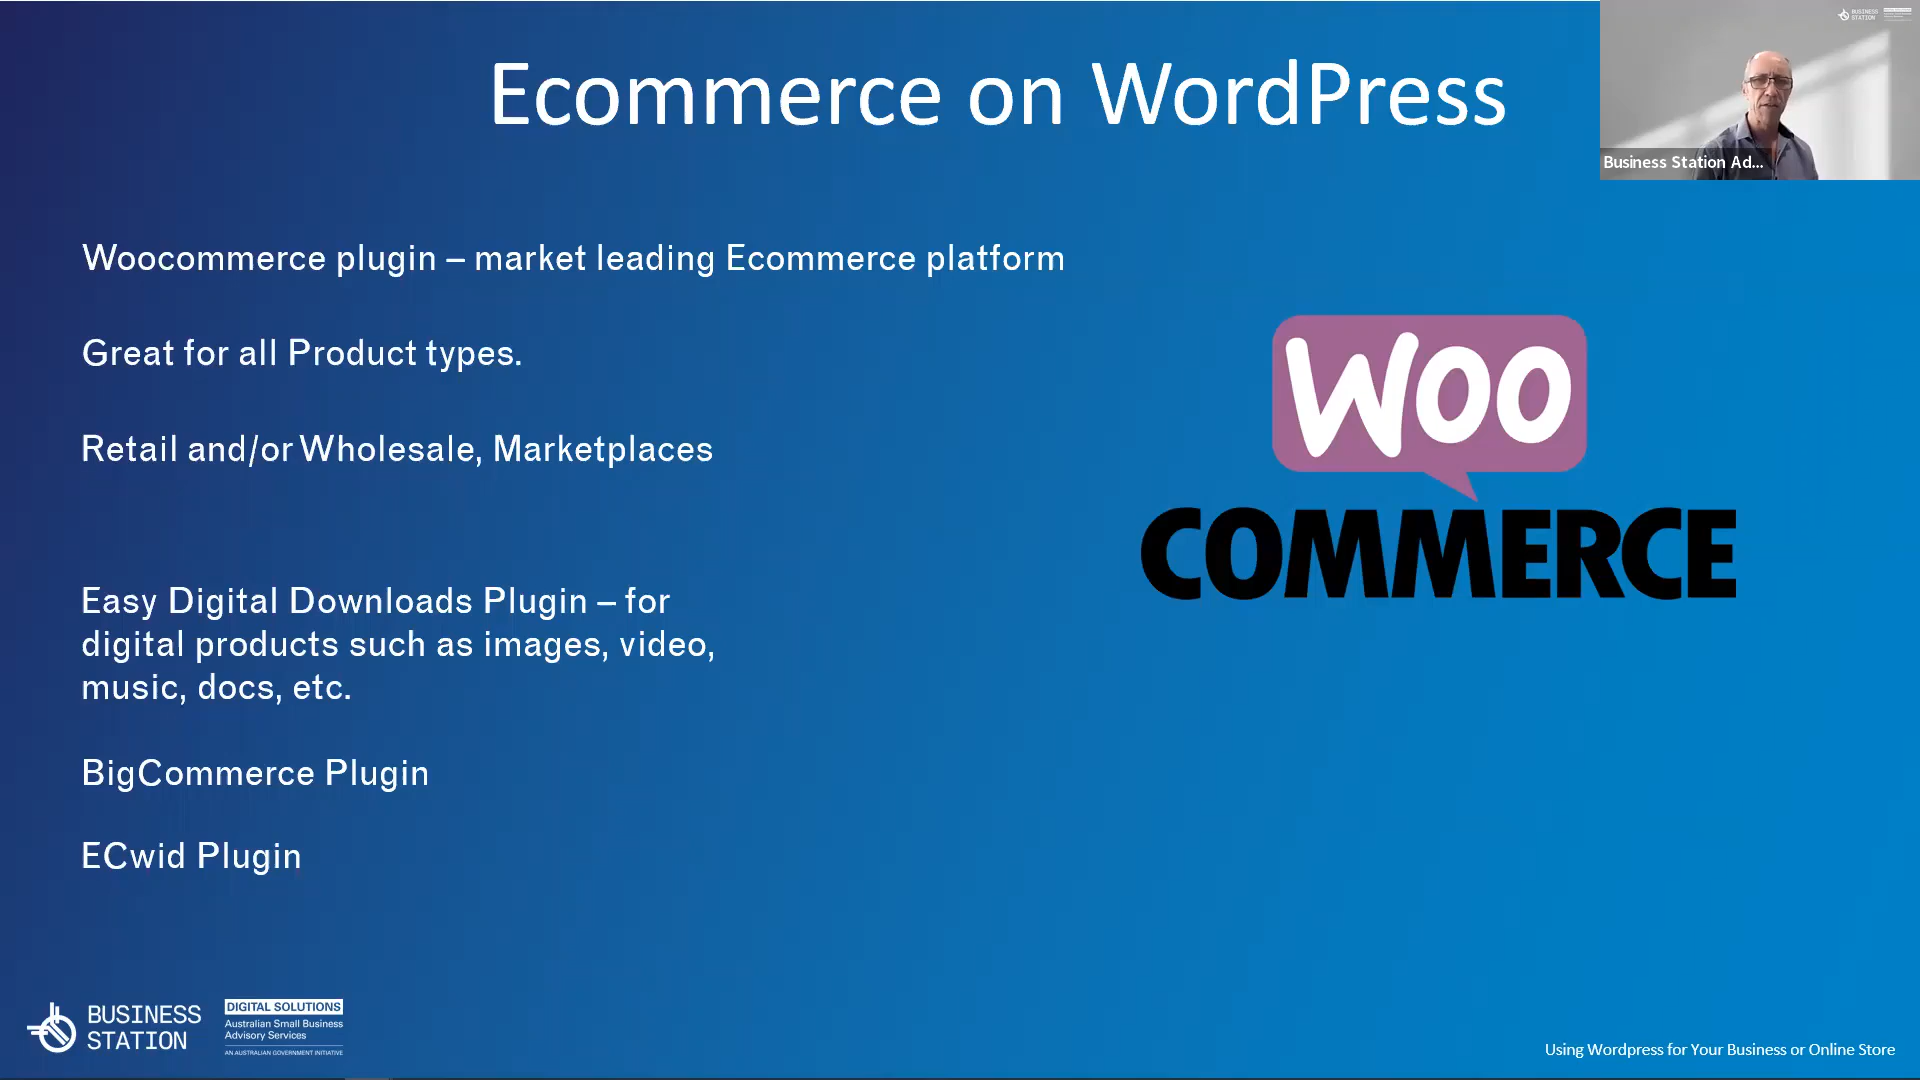 Ecommerce on WordPress
BUSINESS
STATION
Business Station Ad...
Woocommerce plugin – market leading Ecommerce platform
Great for all Product types.
Retail and/or Wholesale, Marketplaces
WOO
COMMERCE
Easy Digital Downloads Plugin – for
digital products such as images, video,
music, docs, etc.
BigCommerce Plugin
ECwid Plugin
BUSINESS
STATION
DIGITAL SOLUTIONS
Australian Small Business
Advisory Services
AN AUSTRALIAN GOVERNMENT INITIATIVE
Using Wordpress for Your Business or Online Store